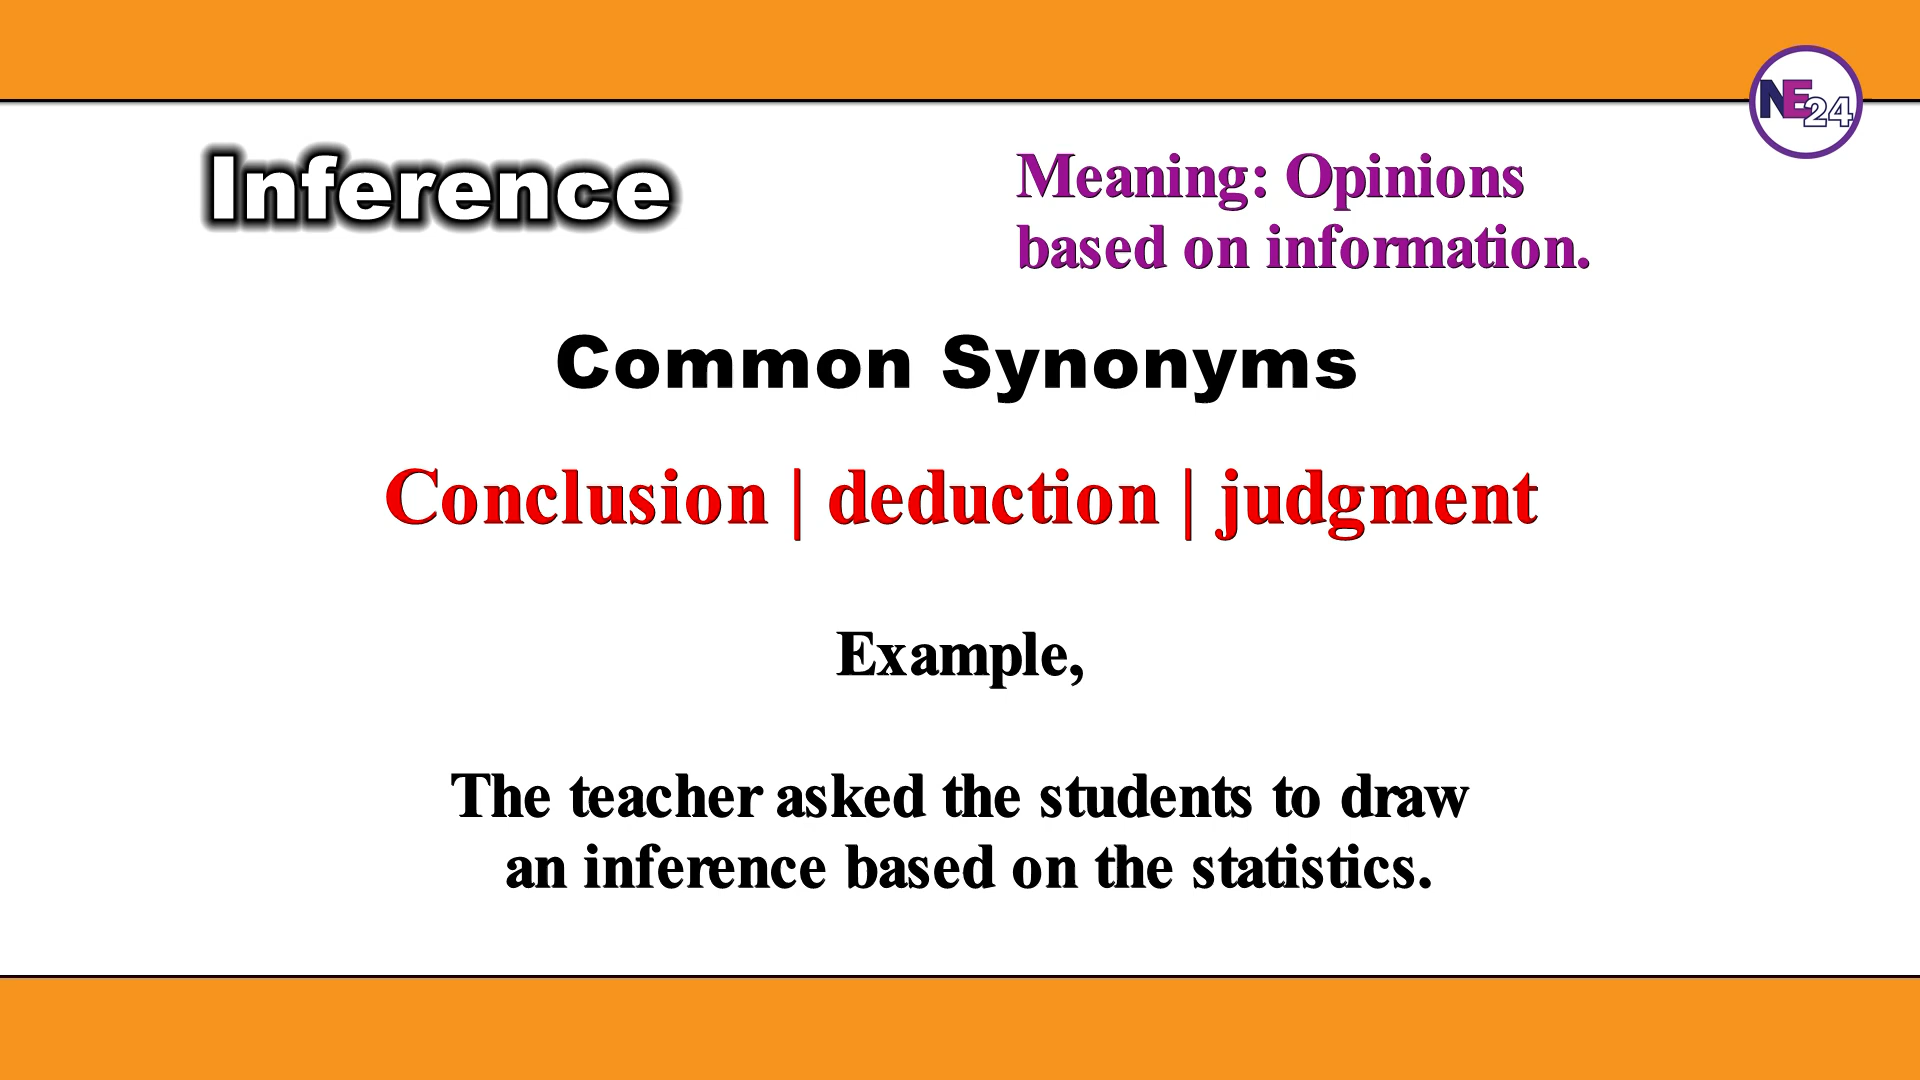 NE24
Inference
Meaning: Opinions
based on information.
Common Synonyms
Conclusion | deduction | judgment
Example,
The teacher asked the students to draw
an inference based on the statistics.